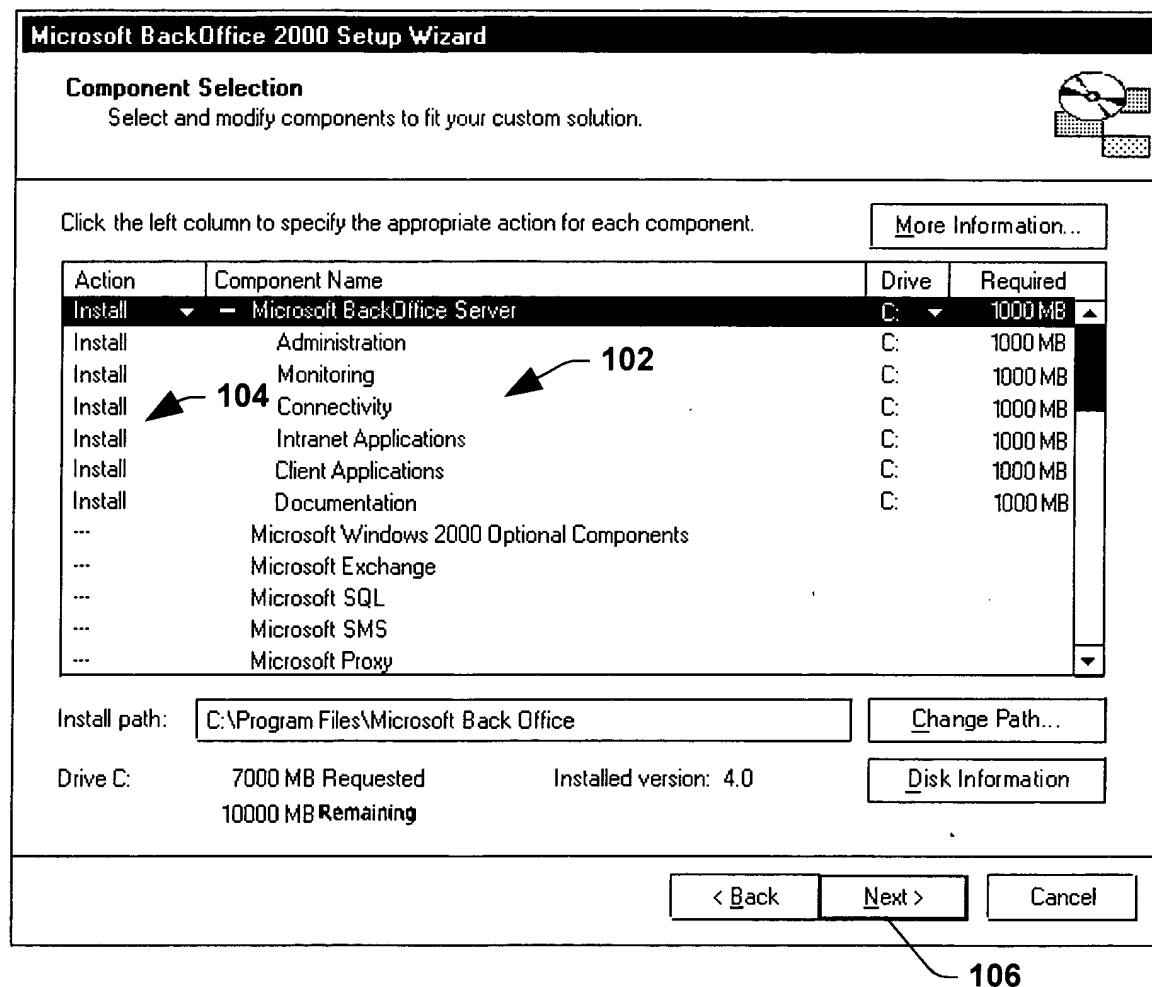 Microsoft BackOffice 2000 Setup Wizard
Component Selection
Select and modify components to fit your custom solution.
Click the left column to specify the appropriate action for each component.
More Information...
Action Component Name Drive Required
Install – Microsoft BackOffice Server C: 1000 MB
Install Administration C: 1000 MB
Install Monitoring C: 1000 MB
102
Install Connectivity C: 1000 MB
104
Install Intranet Applications C: 1000 MB
Install Client Applications C: 1000 MB
Install Documentation C: 1000 MB
--- Microsoft Windows 2000 Optional Components
--- Microsoft Exchange
--- Microsoft SQL
--- Microsoft SMS
--- Microsoft Proxy
Install path: C:\Program Files\Microsoft Back Office Change Path...
Drive C: 7000 MB Requested Installed version: 4.0 Disk Information
10000 MB Remaining
< Back Next > Cancel
106